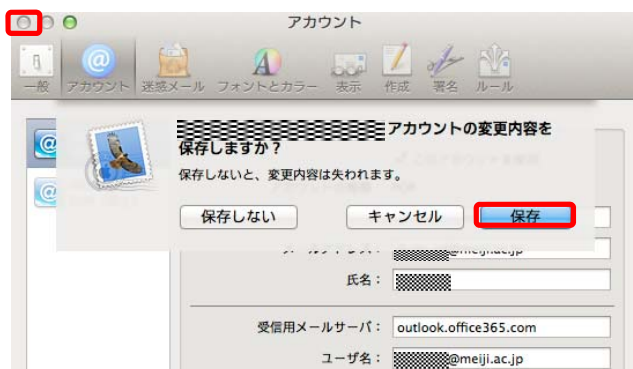 アカウント
一般 アカウント 迷惑メール フォントとカラー 表示 作成 署名 ルール
アカウントの変更内容を
保存しますか？
保存しないと、変更内容は失われます。
保存しない キャンセル 保存
@meiji.ac.jp
氏名：
受信用メールサーバ： outlook.office365.com
ユーザ名： @meiji.ac.jp